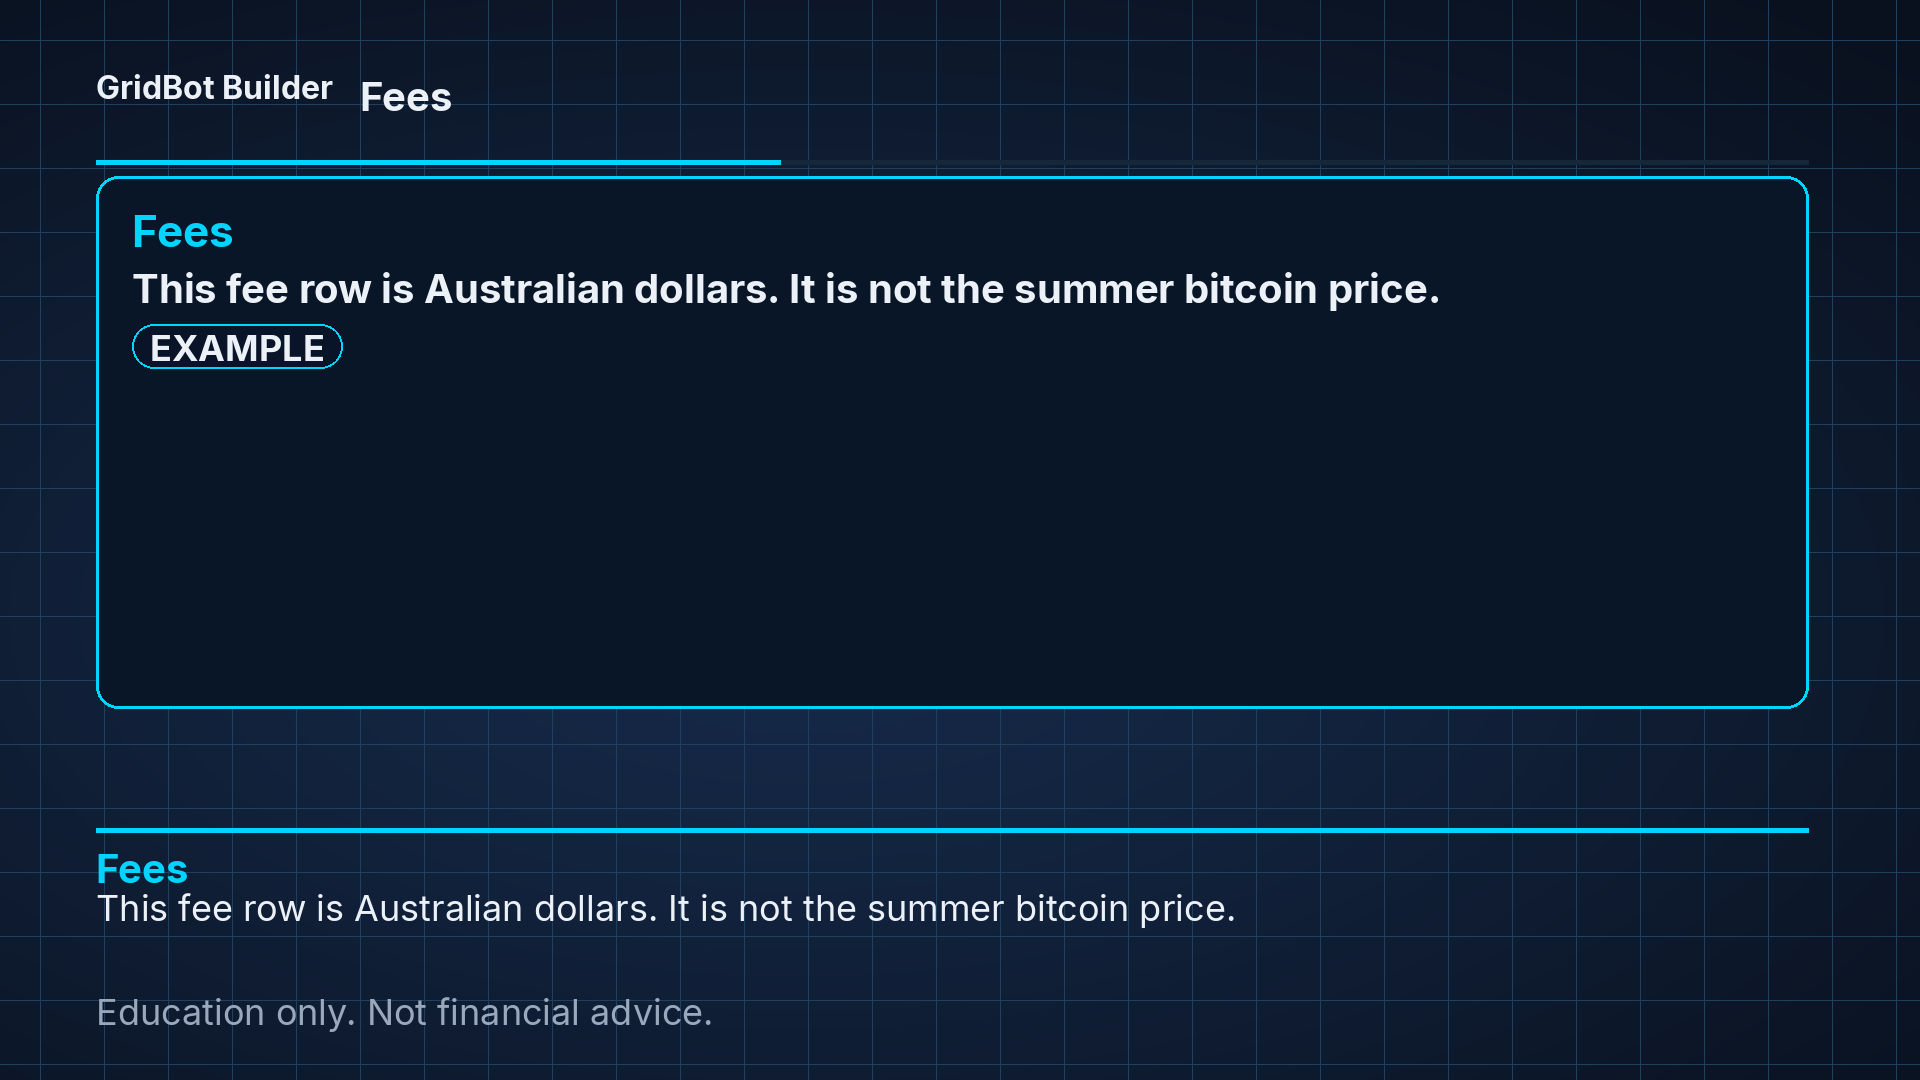 GridBot Builder
Fees
Fees
This fee row is Australian dollars. It is not the summer bitcoin price.
EXAMPLE
Fees
This fee row is Australian dollars. It is not the summer bitcoin price.
Education only. Not financial advice.